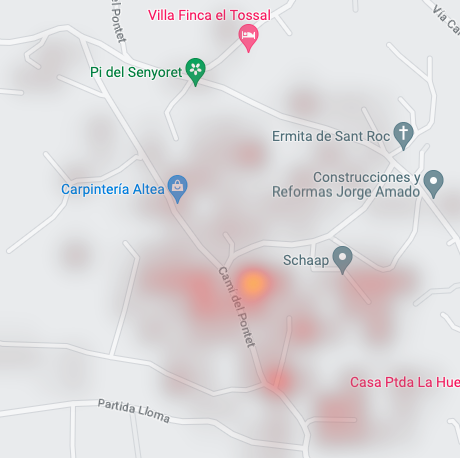 del Pontet
Villa Finca el Tossal
Via Ca
Pi del Senyoret
Ermita de Sant Roc
Construcciones y
Reformas Jorge Amado
Carpintería Altea
Schaap
Camí del Pontet
Casa Ptda La Hue
Partida Lloma